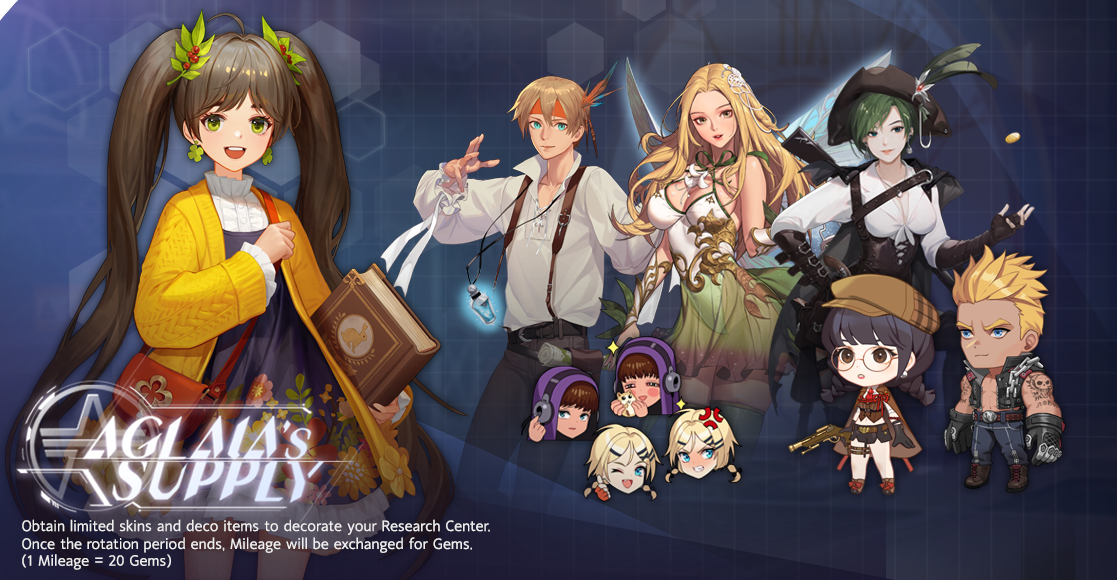 AGLAIA's
SUPPLY
Obtain limited skins and deco items to decorate your Research Center.
Once the rotation period ends, Mileage will be exchanged for Gems.
(1 Mileage = 20 Gems)